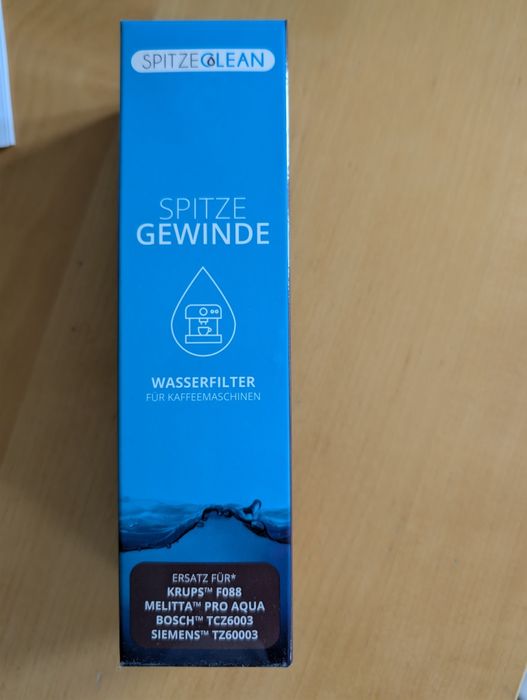 SPITZECLEAN
SPITZE
GEWINDE
WASSERFILTER
FÜR KAFFEEMASCHINEN
ERSATZ FÜR*
KRUPS™ F088
MELITTA™ PRO AQUA
BOSCH™ TCZ6003
SIEMENS™ TZ60003